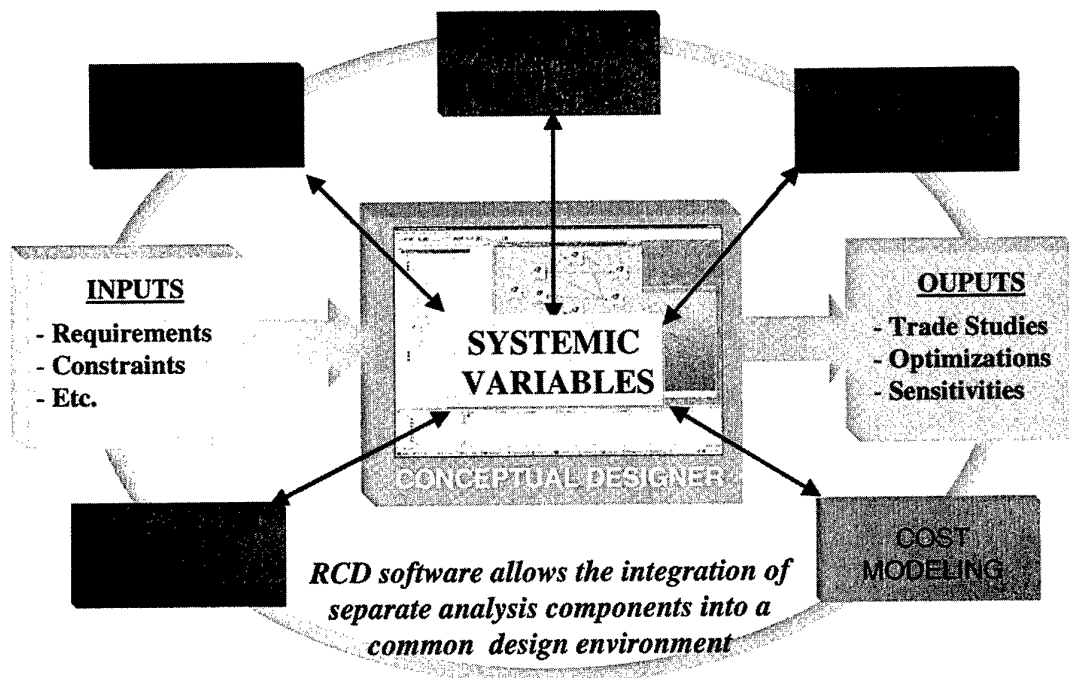 INPUTS
- Requirements
- Constraints
- Etc.
SYSTEMIC
VARIABLES
CONCEPTUAL DESIGNER
OUPUTS
- Trade Studies
- Optimizations
- Sensitivities
COST
MODELING
RCD software allows the integration of
separate analysis components into a
common design environment